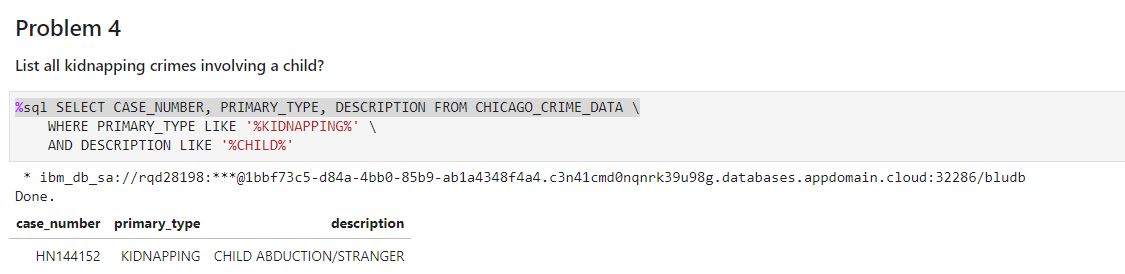 Problem 4
List all kidnapping crimes involving a child?
%sql SELECT CASE_NUMBER, PRIMARY_TYPE, DESCRIPTION FROM CHICAGO_CRIME_DATA \
WHERE PRIMARY_TYPE LIKE '%KIDNAPPING%' \
AND DESCRIPTION LIKE '%CHILD%'
* ibm_db_sa://rqd28198:***@1bbf73c5-d84a-4bb0-85b9-ab1a4348f4a4.c3n41cmd0nqnrk39u98g.databases.appdomain.cloud:32286/bludb
Done.
case_number primary_type description
HN144152 KIDNAPPING CHILD ABDUCTION/STRANGER